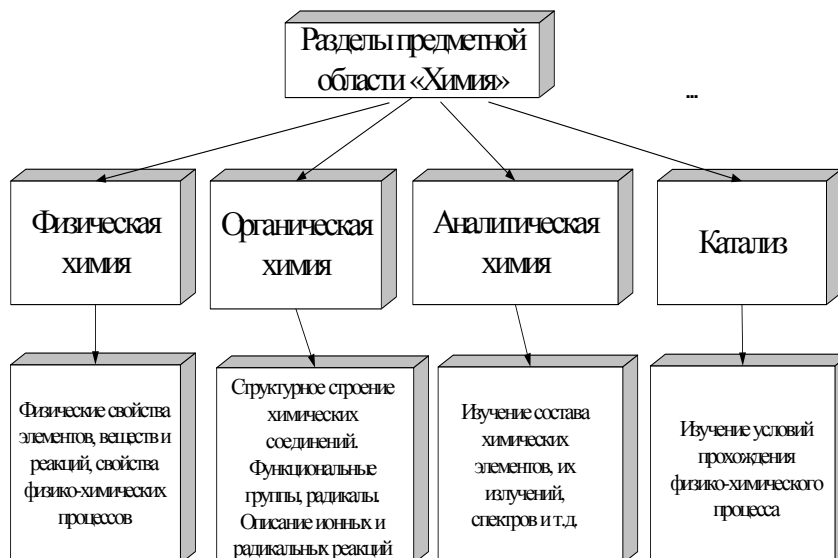 Разделы предметной
области «Химия»
...
Физическая
химия
Органическая
химия
Аналитическая
химия
Катализ
Физические свойства
элементов, веществ и
реакций, свойства
физико-химических
процессов
Структурное строение
химических
соединений.
Функциональные
группы, радикалы.
Описание ионных и
радикальных реакций
Изучение состава
химических
элементов, их
излучений,
спектров и т.д.
Изучение условий
прохождения
физико-химического
процесса